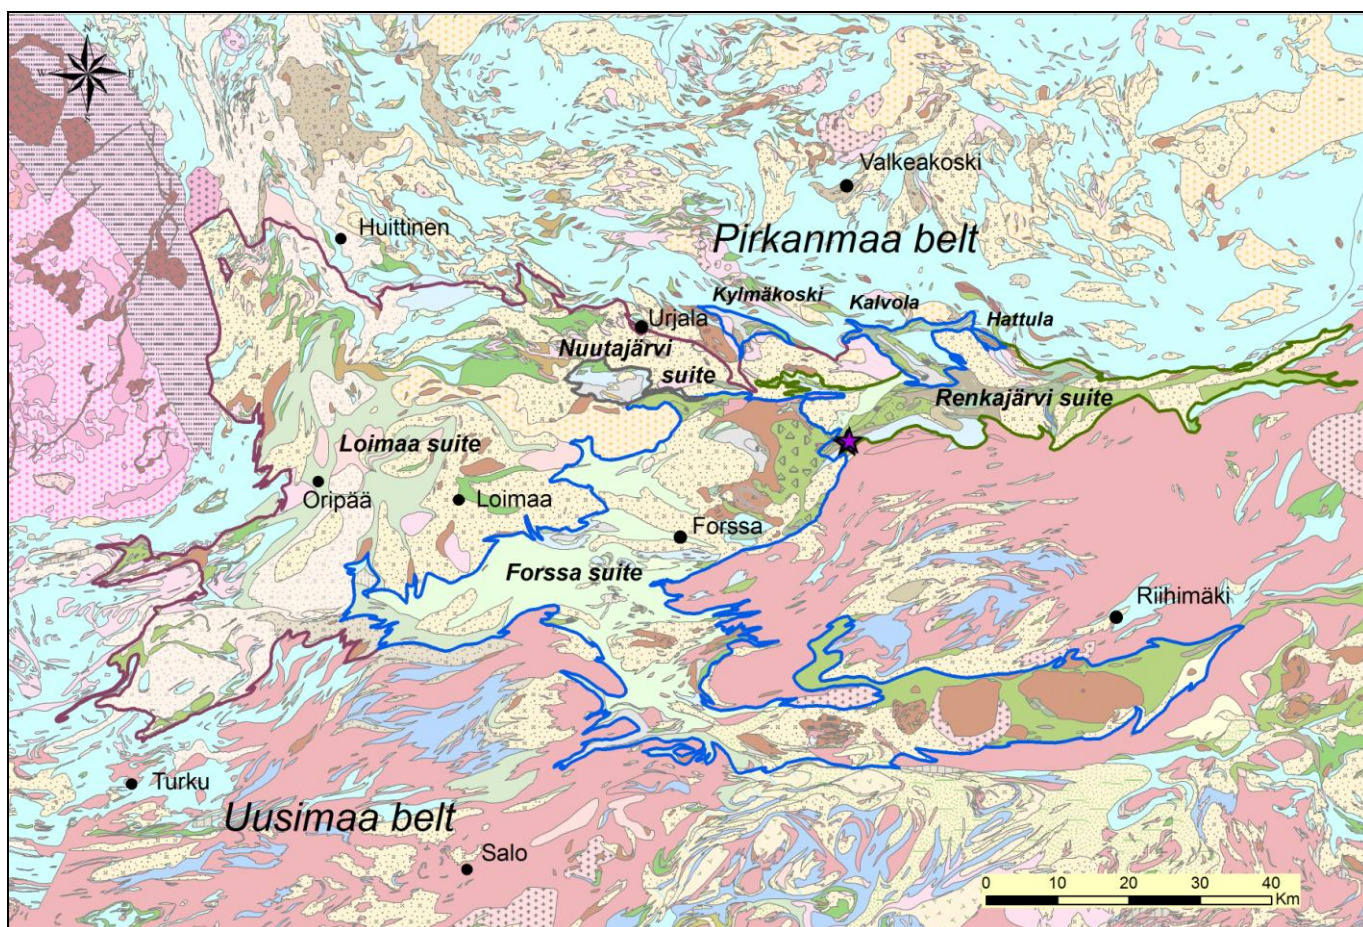 N
W
E
Valkeakoski
Huittinen
Pirkanmaa belt
Kylmäkoski
Kalvola
Urjala
Hattula
Nuutajärvi
suite
Renkajärvi suite
Loimaa suite
Oripää
Loimaa
Forssa
Forssa suite
Riihimäki
Turku
Uusimaa belt
Salo
0 10 20 30 40
Km